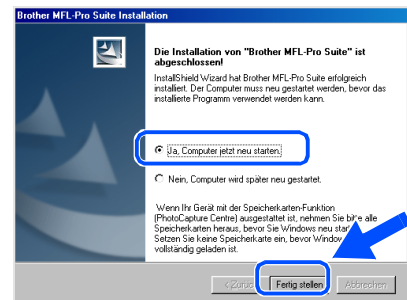 Brother MFL-Pro Suite Installation
Die Installation von "Brother MFL-Pro Suite" ist
abgeschlossen!
InstallShield Wizard hat Brother MFL-Pro Suite erfolgreich
installiert. Der Computer muss neu gestartet werden, bevor das
installierte Programm verwendet werden kann.
Ja, Computer jetzt neu starten.
Nein, Computer wird später neu gestartet.
Wenn Ihr Gerät mit der Speicherkarten-Funktion
(PhotoCapture Centre) ausgestattet ist, nehmen Sie bitte alle
Speicherkarten heraus, bevor Sie Windows neu
Setzen Sie keine Speicherkarte ein, bevor
vollständig geladen ist.
Fertig stellen Abbrechen